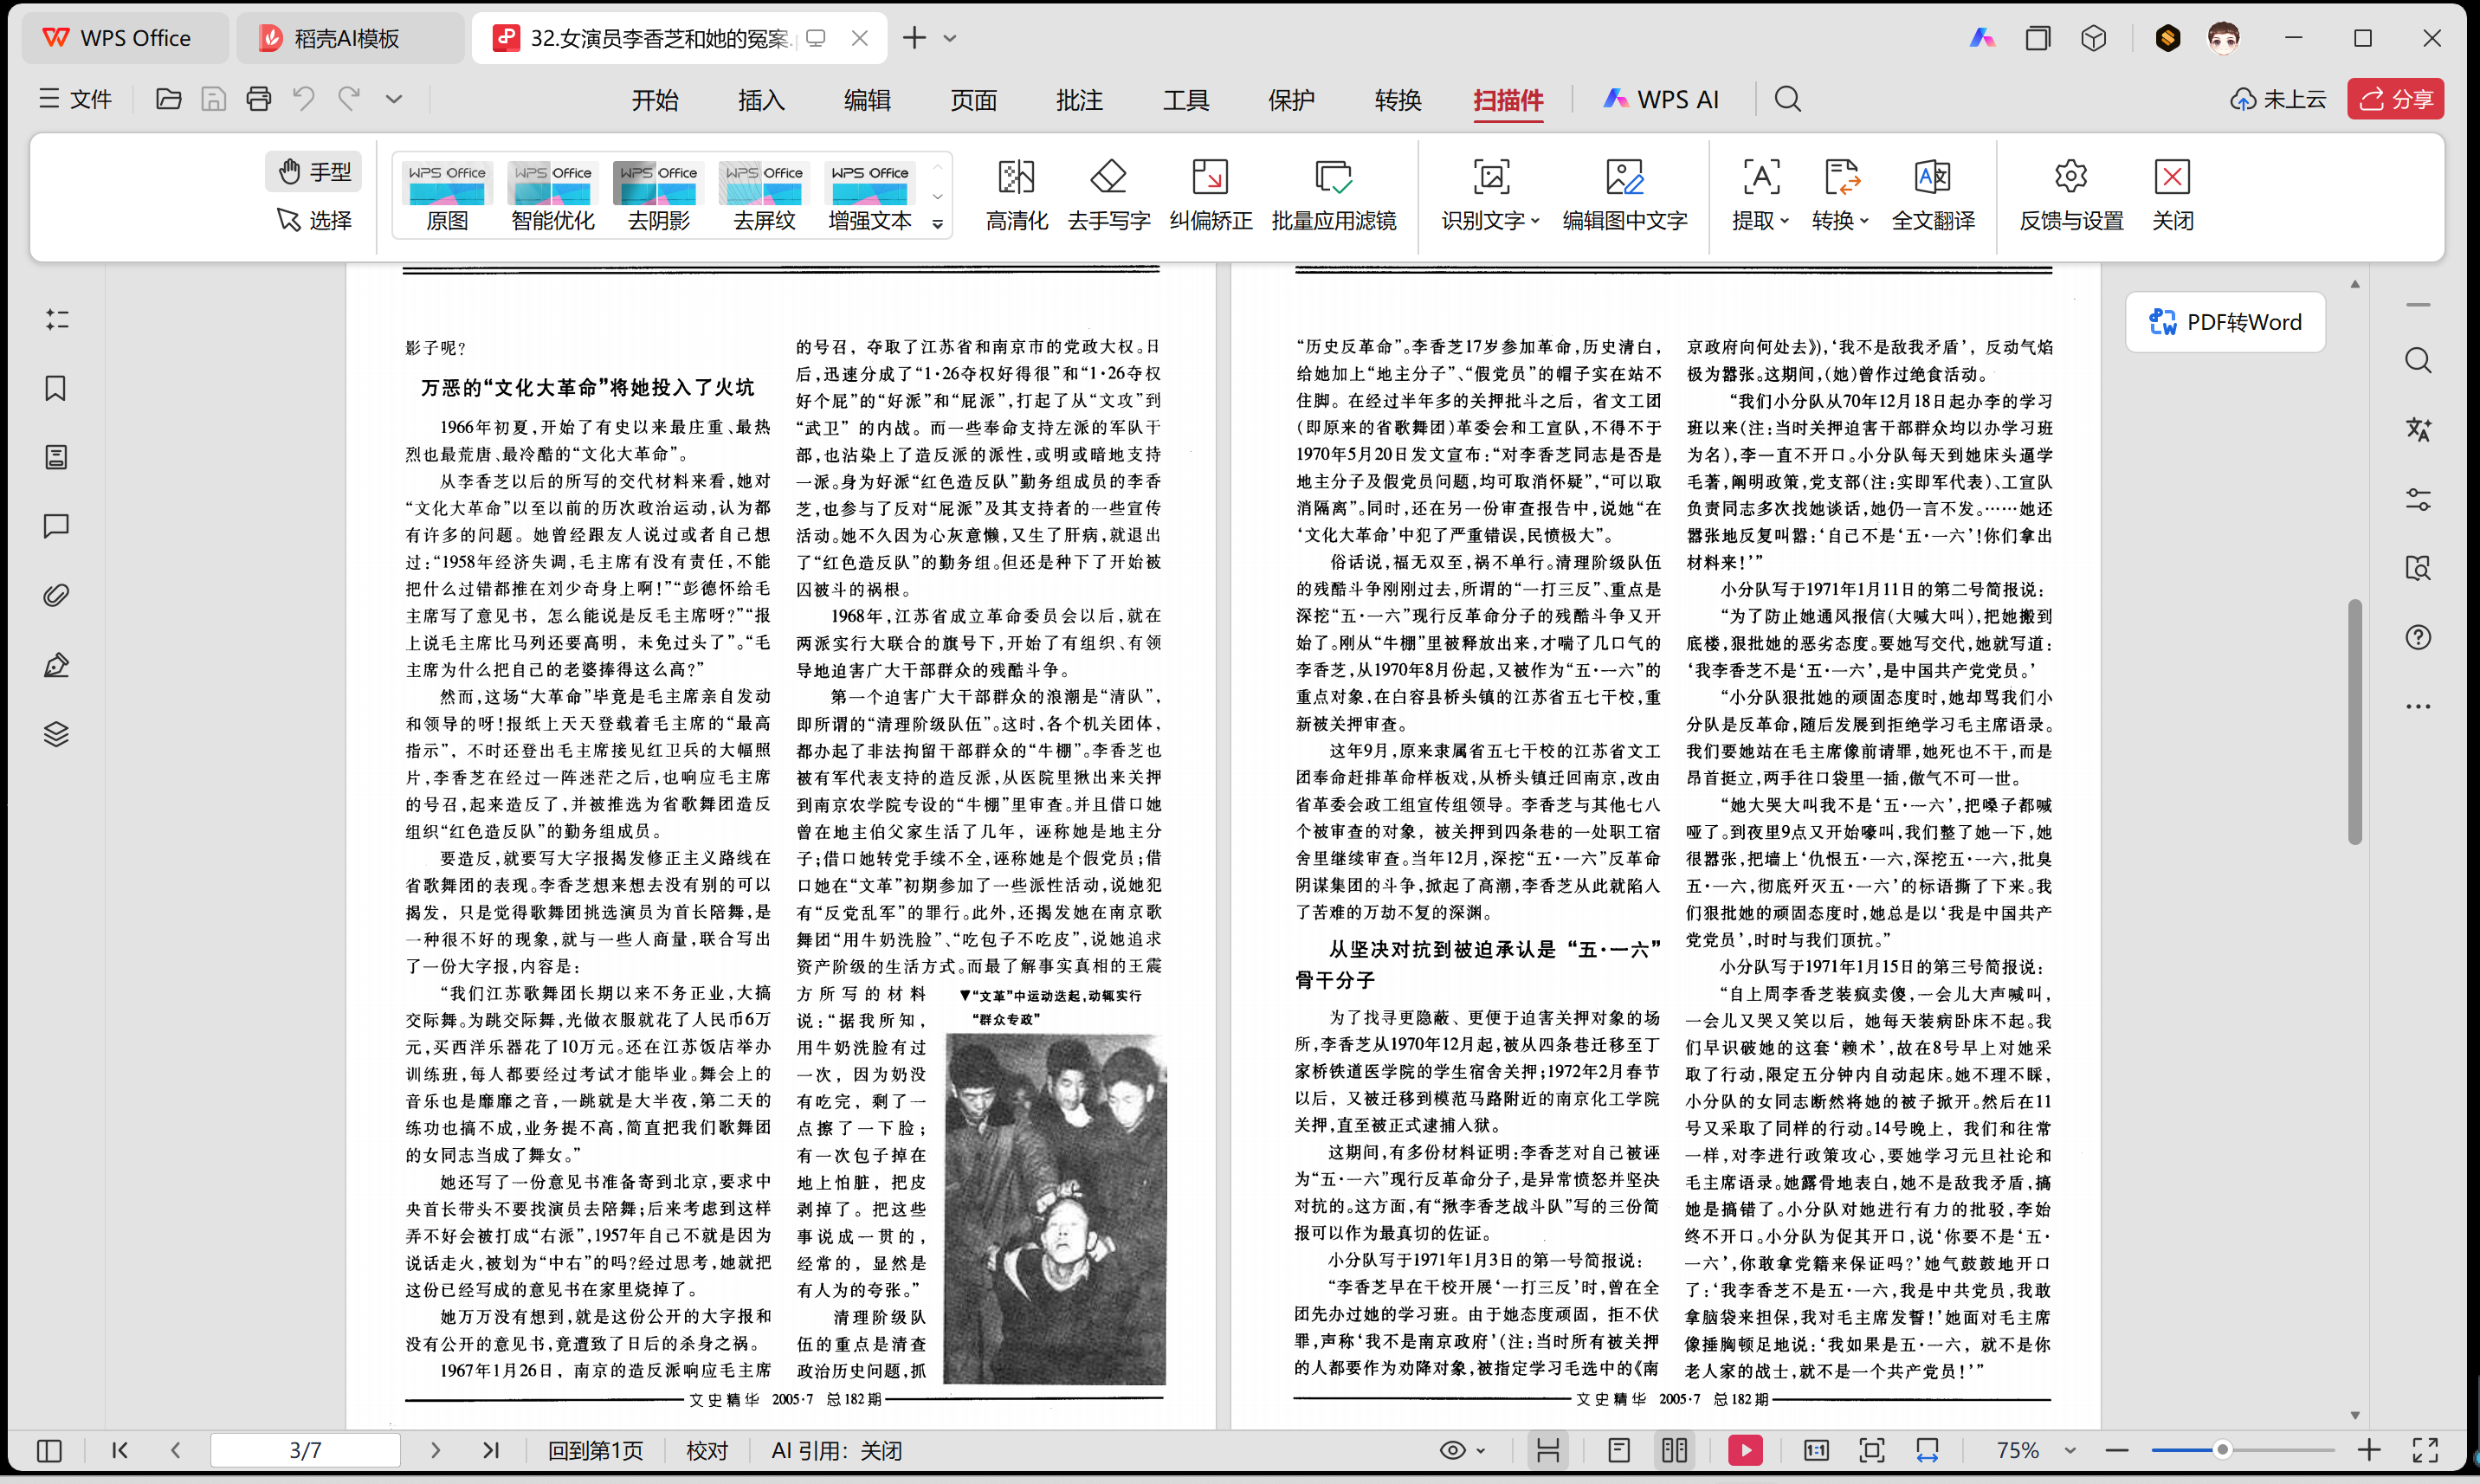 WPS Office
稻壳AI模板
32.女演员李香芝和她的冤案.
文件
开始
插入
编辑
页面
批注
工具
保护
转换
扫描件
WPS AI
未上云
分享
手型
选择
WPS Office
WPS Office
WPS Office
WPS Office
WPS Office
原图
智能优化
去阴影
去屏纹
增强文本
高清化
去手写字
纠偏矫正
批量应用滤镜
识别文字
编辑图中文字
提取
转换
全文翻译
反馈与设置
关闭
PDF转Word
影子呢?
万恶的“文化大革命”将她投入了火坑
1966年初夏,开始了有史以来最庄重、最热
烈也最荒唐、最冷酷的“文化大革命”。
从李香芝以后的所写的交代材料来看,她对
“文化大革命”以至以前的历次政治运动,认为都
有许多的问题。她曾经跟友人说过或者自己想
过:“1958年经济失调,毛主席有没有责任,不能
把什么过错都推在刘少奇身上啊!”“彭德怀给毛
主席写了意见书,怎么能说是反毛主席呀?”“报
上说毛主席比马列还要高明,未免过头了”。“毛
主席为什么把自己的老婆捧得这么高?”
然而,这场“大革命”毕竟是毛主席亲自发动
和领导的呀!报纸上天天登载着毛主席的“最高
指示”,不时还登出毛主席接见红卫兵的大幅照
片,李香芝在经过一阵迷茫之后,也响应毛主席
的号召,起来造反了,并被推选为省歌舞团造反
组织“红色造反队”的勤务组成员。
要造反,就要写大字报揭发修正主义路线在
省歌舞团的表现。李香芝想来想去没有别的可以
揭发,只是觉得歌舞团挑选演员为首长陪舞,是
一种很不好的现象,就与一些人商量,联合写出
了一份大字报,内容是:
“我们江苏歌舞团长期以来不务正业,大搞
交际舞。为跳交际舞,光做衣服就花了人民币6万
元,买西洋乐器花了10万元。还在江苏饭店举办
训练班,每人都要经过考试才能毕业。舞会上的
音乐也是靡靡之音,一跳就是大半夜,第二天的
练功也搞不成,业务提不高,简直把我们歌舞团
的女同志当成了舞女。”
她还写了一份意见书准备寄到北京,要求中
央首长带头不要找演员去陪舞;后来考虑到这样
弄不好会被打成“右派”,1957年自己不就是因为
说话走火,被划为“中右”的吗?经过思考,她就把
这份已经写成的意见书在家里烧掉了。
她万万没有想到,就是这份公开的大字报和
没有公开的意见书,竟遭致了日后的杀身之祸。
1967年1月26日,南京的造反派响应毛主席
的号召,夺取了江苏省和南京市的党政大权。日
后,迅速分成了“1·26夺权好得很”和“1·26夺权
好个屁”的“好派”和“屁派”,打起了从“文攻”到
“武卫”的内战。而一些奉命支持左派的军队干
部,也沾染上了造反派的派性,或明或暗地支持
一派。身为好派“红色造反队”勤务组成员的李香
芝,也参与了反对“屁派”及其支持者的一些宣传
活动。她不久因为心灰意懒,又生了肝病,就退出
了“红色造反队”的勤务组。但还是种下了开始被
囚被斗的祸根。
1968年,江苏省成立革命委员会以后,就在
两派实行大联合的旗号下,开始了有组织、有领
导地迫害广大干部群众的残酷斗争。
第一个迫害广大干部群众的浪潮是“清队”,
即所谓的“清理阶级队伍”。这时,各个机关团体,
都办起了非法拘留干部群众的“牛棚”。李香芝也
被有军代表支持的造反派,从医院里揪出来关押
到南京农学院专设的“牛棚”里审查。并且借口她
曾在地主伯父家生活了几年,诬称她是地主分
子;借口她转党手续不全,诬称她是个假党员;借
口她在“文革”初期参加了一些派性活动,说她犯
有“反党乱军”的罪行。此外,还揭发她在南京歌
舞团“用牛奶洗脸”、“吃包子不吃皮”,说她追求
资产阶级的生活方式。而最了解事实真相的王震
方所写的材料
说:“据我所知,
用牛奶洗脸有过
一次,因为奶没
有吃完,剩了一
点擦了一下脸;
有一次包子掉在
地上怕脏,把皮
剥掉了。把这些
事说成一贯的,
经常的,显然是
有人为的夸张。”
清理阶级队
伍的重点是清查
政治历史问题,抓
▼“文革”中运动迭起,动辄实行
“群众专政”
文史精华 2005·7 总182期
“历史反革命”。李香芝17岁参加革命,历史清白,
给她加上“地主分子”、“假党员”的帽子实在站不
住脚。在经过半年多的关押批斗之后,省文工团
(即原来的省歌舞团)革委会和工宣队,不得不于
1970年5月20日发文宣布:“对李香芝同志是否是
地主分子及假党员问题,均可取消怀疑”,“可以取
消隔离”。同时,还在另一份审查报告中,说她“在
‘文化大革命’中犯了严重错误,民愤极大”。
俗话说,福无双至,祸不单行。清理阶级队伍
的残酷斗争刚刚过去,所谓的“一打三反”、重点是
深挖“五·一六”现行反革命分子的残酷斗争又开
始了。刚从“牛棚”里被释放出来,才喘了几口气的
李香芝,从1970年8月份起,又被作为“五·一六”的
重点对象,在白容县桥头镇的江苏省五七干校,重
新被关押审查。
这年9月,原来隶属省五七干校的江苏省文工
团奉命赶排革命样板戏,从桥头镇迁回南京,改由
省革委会政工组宣传组领导。李香芝与其他七八
个被审查的对象,被关押到四条巷的一处职工宿
舍里继续审查。当年12月,深挖“五·一六”反革命
阴谋集团的斗争,掀起了高潮,李香芝从此就陷入
了苦难的万劫不复的深渊。
从坚决对抗到被迫承认是“五·一六”
骨干分子
为了找寻更隐蔽、更便于迫害关押对象的场
所,李香芝从1970年12月起,被从四条巷迁移至丁
家桥铁道医学院的学生宿舍关押;1972年2月春节
以后,又被迁移到模范马路附近的南京化工学院
关押,直至被正式逮捕入狱。
这期间,有多份材料证明:李香芝对自己被诬
为“五·一六”现行反革命分子,是异常愤怒并坚决
对抗的。这方面,有“揪李香芝战斗队”写的三份简
报可以作为最真切的佐证。
小分队写于1971年1月3日的第一号简报说:
“李香芝早在干校开展‘一打三反’时,曾在全
团先办过她的学习班。由于她态度顽固,拒不伏
罪,声称‘我不是南京政府’(注:当时所有被关押
的人都要作为劝降对象,被指定学习毛选中的《南
京政府向何处去》),‘我不是敌我矛盾’,反动气焰
极为嚣张。这期间,(她)曾作过绝食活动。
“我们小分队从70年12月18日起办李的学习
班以来(注:当时关押迫害干部群众均以办学习班
为名),李一直不开口。小分队每天到她床头逼学
毛著,阐明政策,党支部(注:实即军代表)、工宣队
负责同志多次找她谈话,她仍一言不发。……她还
嚣张地反复叫嚣:‘自己不是‘五·一六’!你们拿出
材料来!’”
小分队写于1971年1月11日的第二号简报说:
“为了防止她通风报信(大喊大叫),把她搬到
底楼,狠批她的恶劣态度。要她写交代,她就写道:
‘我李香芝不是‘五·一六’,是中国共产党党员。’
“小分队狠批她的顽固态度时,她却骂我们小
分队是反革命,随后发展到拒绝学习毛主席语录。
我们要她站在毛主席像前请罪,她死也不干,而是
昂首挺立,两手往口袋里一插,傲气不可一世。
“她大哭大叫我不是‘五·一六’,把嗓子都喊
哑了。到夜里9点又开始嚎叫,我们整了她一下,她
很嚣张,把墙上‘仇恨五·一六,深挖五·一六,批臭
五·一六,彻底歼灭五·一六’的标语撕了下来。我
们狠批她的顽固态度时,她总是以‘我是中国共产
党党员’,时时与我们顶抗。”
小分队写于1971年1月15日的第三号简报说:
“自上周李香芝装疯卖傻,一会儿大声喊叫,
一会儿又哭又笑以后,她每天装病卧床不起。我
们早识破她的这套‘赖术’,故在8号早上对她采
取了行动,限定五分钟内自动起床。她不理不睬,
小分队的女同志断然将她的被子掀开。然后在11
号又采取了同样的行动。14号晚上,我们和往常
一样,对李进行政策攻心,要她学习元旦社论和
毛主席语录。她露骨地表白,她不是敌我矛盾,搞
她是搞错了。小分队对她进行有力的批驳,李始
终不开口。小分队为促其开口,说‘你要不是‘五·
一六’,你敢拿党籍来保证吗?’她气鼓鼓地开口
了:‘我李香芝不是五·一六,我是中共党员,我敢
拿脑袋来担保,我对毛主席发誓!’她面对毛主席
像捶胸顿足地说:‘我如果是五·一六,就不是你
老人家的战士,就不是一个共产党员!’”
文史精华 2005·7 总182期
3/7
回到第1页
校对
AI 引用：关闭
75%